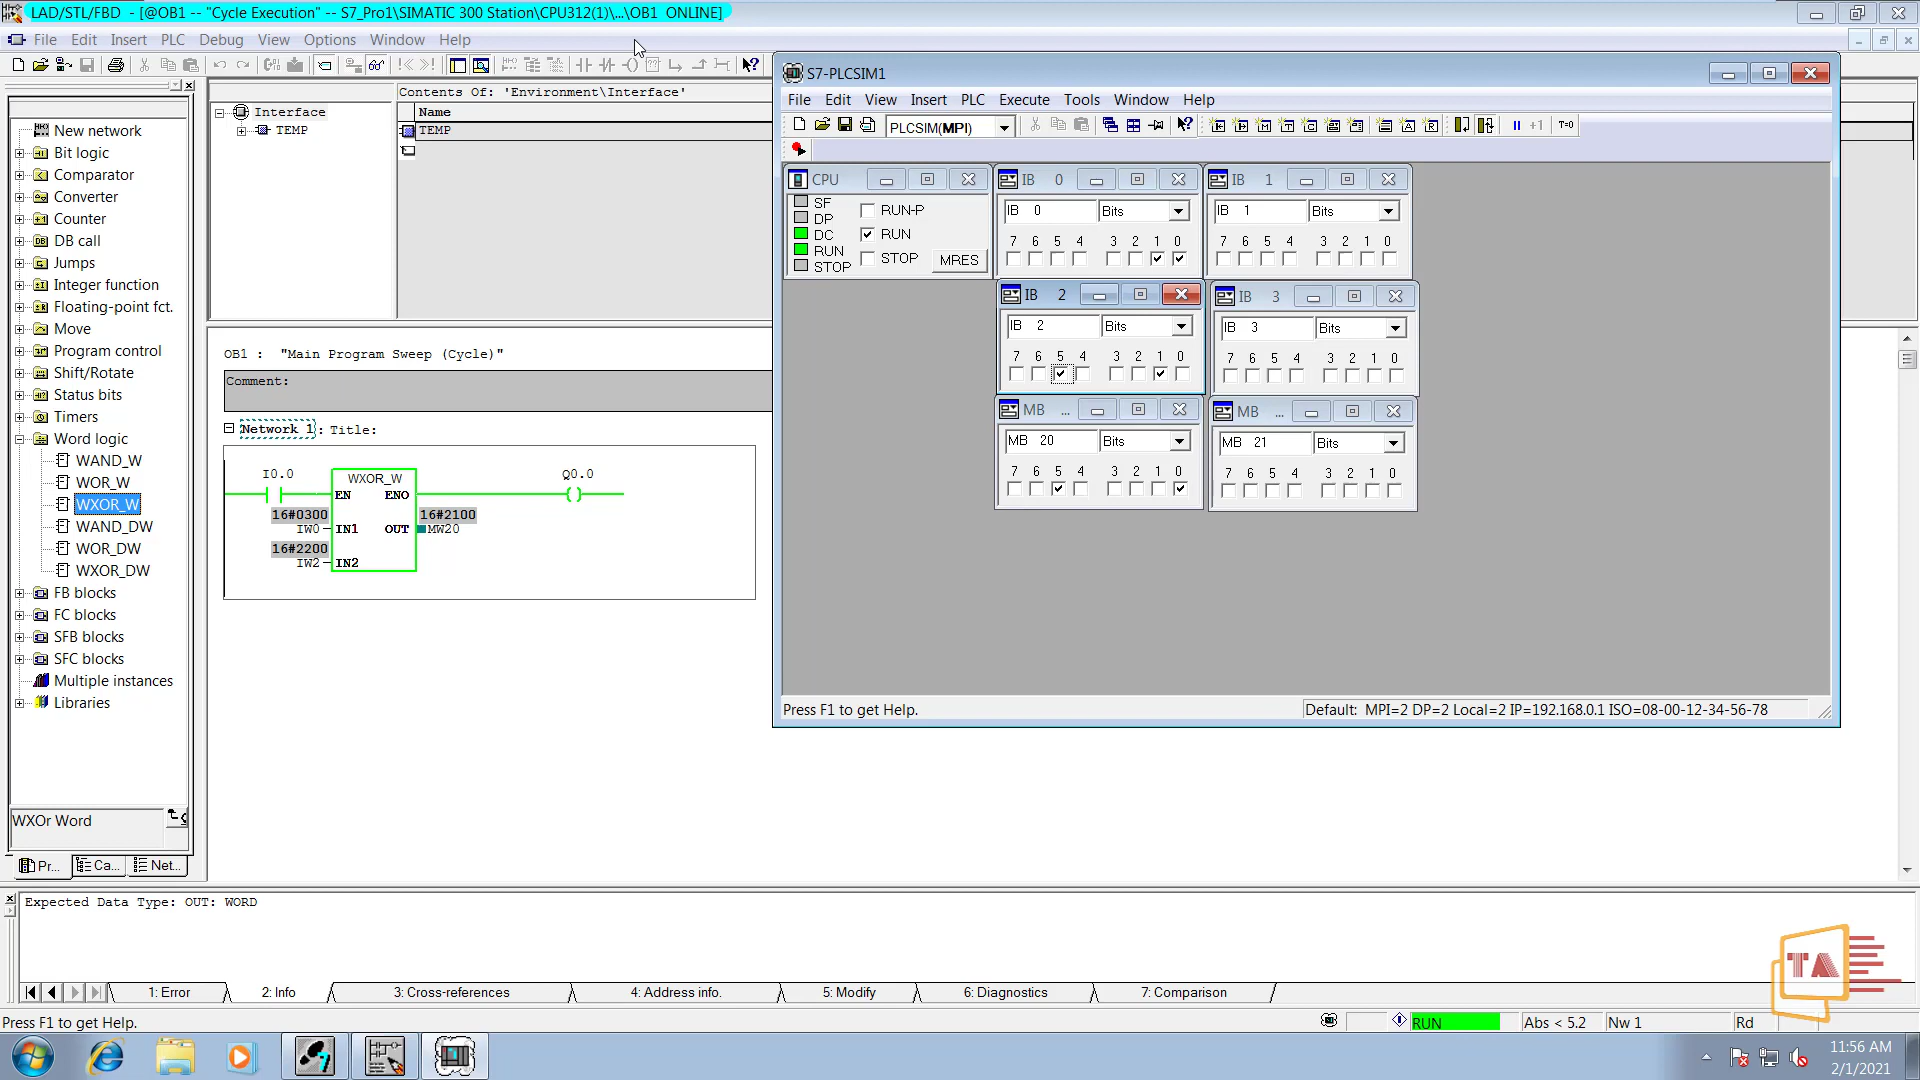 LAD/STL/FBD - [@OB1 -- "Cycle Execution" -- S7_Pro1\SIMATIC 300 Station\CPU312(1)\...\OB1 ONLINE]
File Edit Insert PLC Debug View Options Window Help
New network
Bit logic
Comparator
Converter
Counter
DB call
Jumps
Integer function
Floating-point fct.
Move
Program control
Shift/Rotate
Status bits
Timers
Word logic
WAND_W
WOR_W
WXOR_W
WAND_DW
WOR_DW
WXOR_DW
FB blocks
FC blocks
SFB blocks
SFC blocks
Multiple instances
Libraries
WXOr Word
Pr... Ca... Net...
Interface
TEMP
Contents Of: 'Environment\Interface'
Name
TEMP
OB1 : "Main Program Sweep (Cycle)"
Comment:
Network 1: Title:
I0.0
WXOR_W
Q0.0
EN ENO
16#0300
16#2100
IW0 IN1 OUT MW20
16#2200
IW2 IN2
S7-PLCSIM1
File Edit View Insert PLC Execute Tools Window Help
PLCSIM(MPI)
+1
T=0
CPU
SF
DP
DC
RUN
STOP
RUN-P
RUN
STOP
MRES
IB 0
IB 0 Bits
7 6 5 4 3 2 1 0
IB 1
IB 1 Bits
7 6 5 4 3 2 1 0
IB 2
IB 2 Bits
7 6 5 4 3 2 1 0
IB 3
IB 3 Bits
7 6 5 4 3 2 1 0
MB ...
MB 20 Bits
7 6 5 4 3 2 1 0
MB ...
MB 21 Bits
7 6 5 4 3 2 1 0
Press F1 to get Help.
Default: MPI=2 DP=2 Local=2 IP=192.168.0.1 ISO=08-00-12-34-56-78
Expected Data Type: OUT: WORD
1: Error 2: Info 3: Cross-references 4: Address info. 5: Modify 6: Diagnostics 7: Comparison
TA
Press F1 to get Help.
RUN
Abs < 5.2
Nw 1
Rd
11:56 AM
2/1/2021